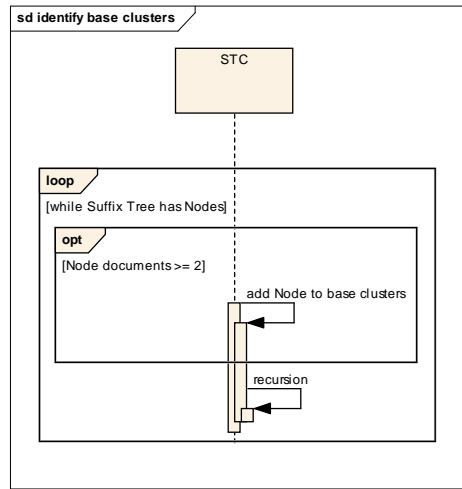 sd identify base clusters
STC
loop
[while Suffix Tree has Nodes]
opt
[Node documents >= 2]
add Node to base clusters
recursion